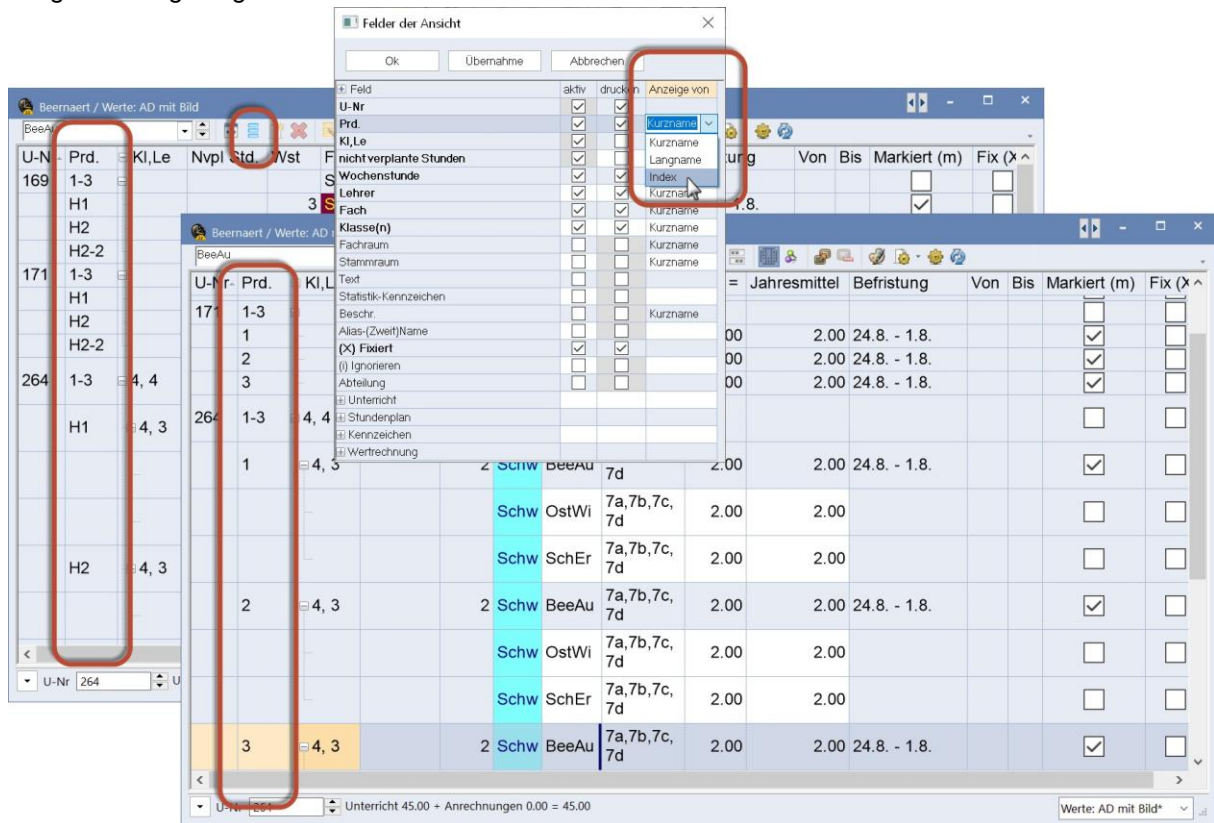 Felder der Ansicht
Ok Übernahme Abbrechen
Feld aktiv drucken Anzeige von
U-Nr
Prd. Kurzname
Kl,Le Kurzname
nicht verplante Stunden Langname
Wochenstunde Index
Lehrer Kurzname
Fach Kurzname
Klasse(n) Kurzname
Fachraum Kurzname
Stammraum Kurzname
Text
Statistik-Kennzeichen
Beschr. Kurzname
Alias-(Zweit)Name
(X) Fixiert
(i) Ignorieren
Abteilung
Unterricht
Stundenplan
Kennzeichen
Wertrechnung
Beernaert / Werte: AD mit Bild
U-N Prd. Kl,Le Nvpl Std. Wst Von Bis Markiert (m) Fix (X
169 1-3
H1 3
H2
H2-2
171 1-3
H1
H2
H2-2
264 1-3 4, 4
H1 4, 3
H2 4, 3
U-Nr 264
Beernaert / Werte: AD
BeeAu
U-Nr Prd. = Jahresmittel Befristung Von Bis Markiert (m) Fix (X
171 1-3
1 2.00 24.8. - 1.8.
2 2.00 24.8. - 1.8.
3 2.00 24.8. - 1.8.
264 1-3 4, 4
1 4, 3 2 Schw BeeAu 7d 2.00 2.00 24.8. - 1.8.
Schw OstWi 7a,7b,7c, 7d 2.00 2.00
Schw SchEr 7a,7b,7c, 7d 2.00 2.00
2 4, 3 2 Schw BeeAu 7a,7b,7c, 7d 2.00 2.00 24.8. - 1.8.
Schw OstWi 7a,7b,7c, 7d 2.00 2.00
Schw SchEr 7a,7b,7c, 7d 2.00 2.00
3 4, 3 2 Schw BeeAu 7a,7b,7c, 7d 2.00 2.00 24.8. - 1.8.
U-Nr 264 Unterricht 45.00 + Anrechnungen 0.00 = 45.00 Werte: AD mit Bild*